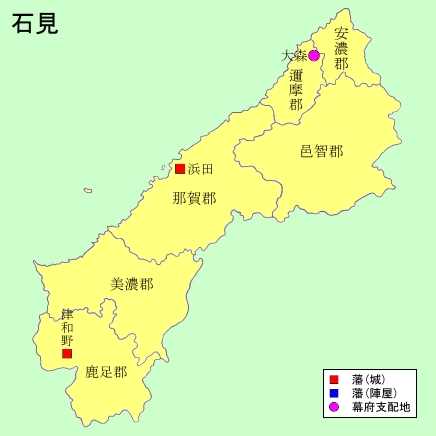 石見
安濃郡
大森
邇摩郡
邑智郡
浜田
那賀郡
美濃郡
津和野
鹿足郡
藩(城)
藩(陣屋)
幕府支配地